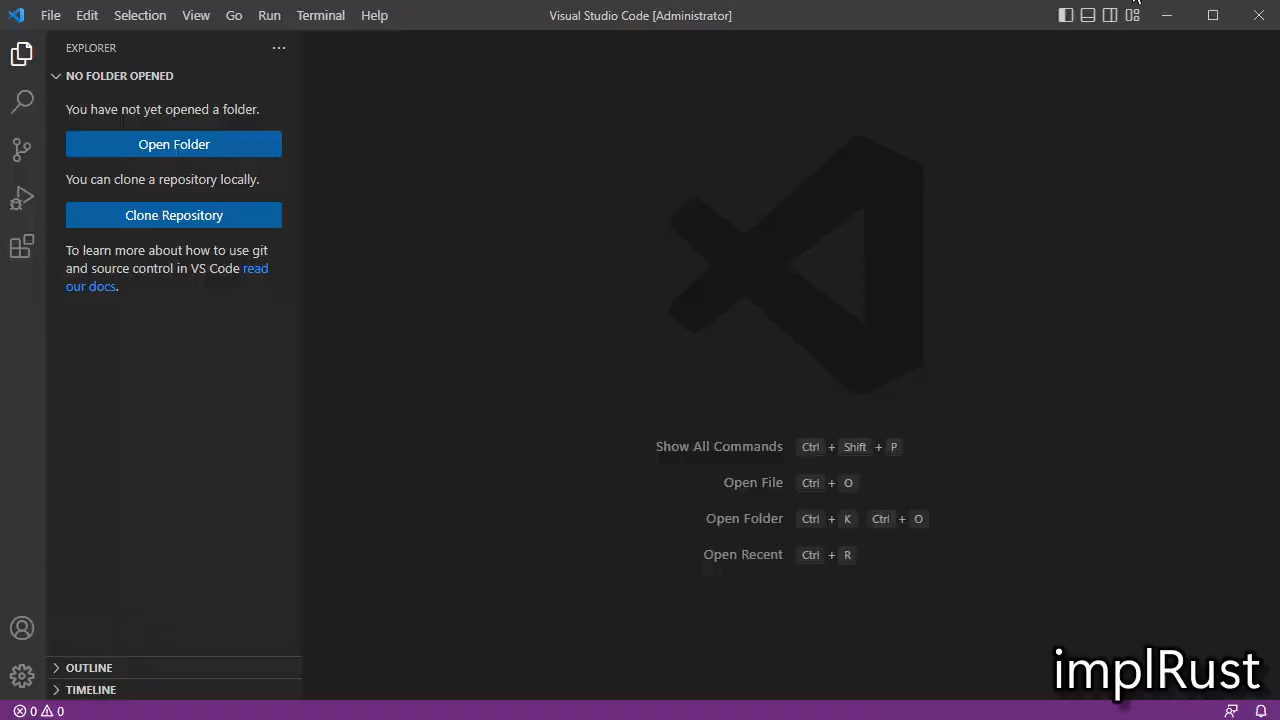 File Edit Selection View Go Run Terminal Help
Visual Studio Code [Administrator]
EXPLORER
NO FOLDER OPENED
You have not yet opened a folder.
Open Folder
You can clone a repository locally.
Clone Repository
To learn more about how to use git
and source control in VS Code read
our docs.
Show All Commands Ctrl + Shift + P
Open File Ctrl + O
Open Folder Ctrl + K Ctrl + O
Open Recent Ctrl + R
OUTLINE
TIMELINE
implRust
0 0